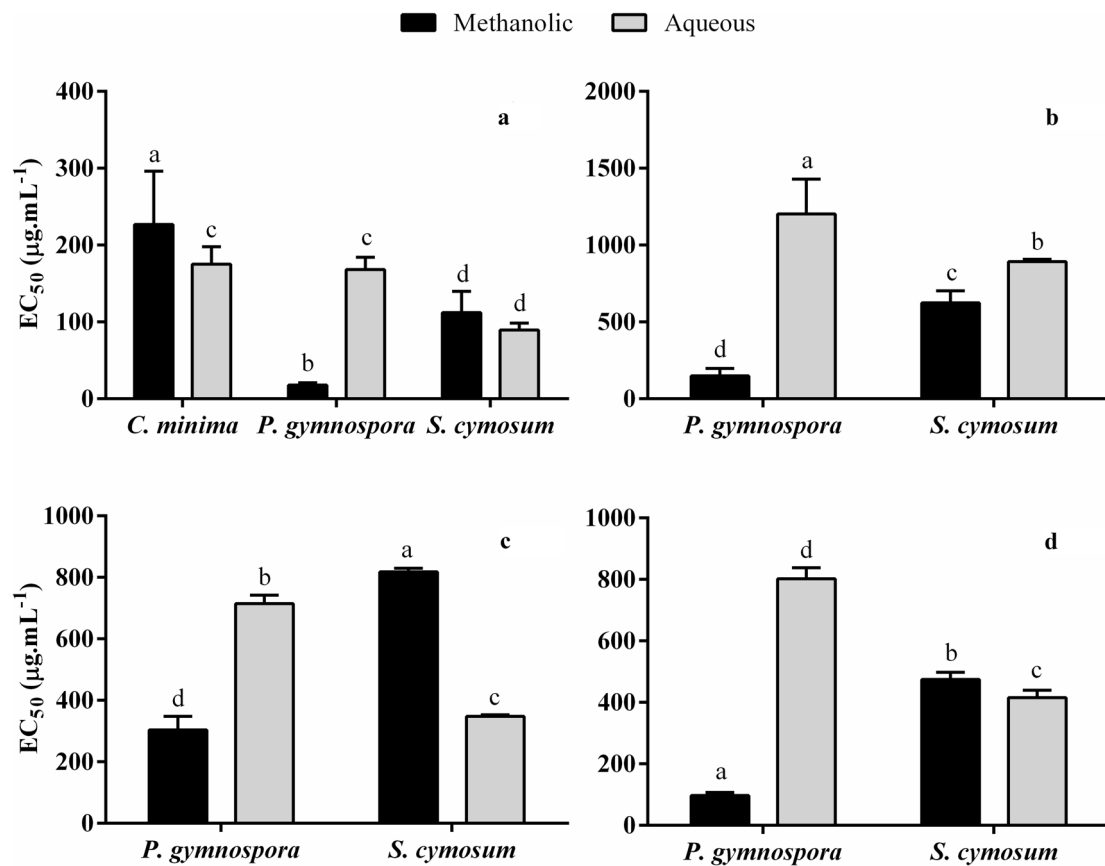 Methanolic Aqueous
400
300
200
100
0
EC50 (µg.mL-1)
a
a
c
b
c
d
d
C. minima P. gymnospora S. cymosum
2000
1500
1000
500
0
b
d
a
c
b
P. gymnospora S. cymosum
1000
800
600
400
200
0
EC50 (µg.mL-1)
c
d
b
a
c
P. gymnospora S. cymosum
1000
800
600
400
200
0
d
a
d
b
c
P. gymnospora S. cymosum